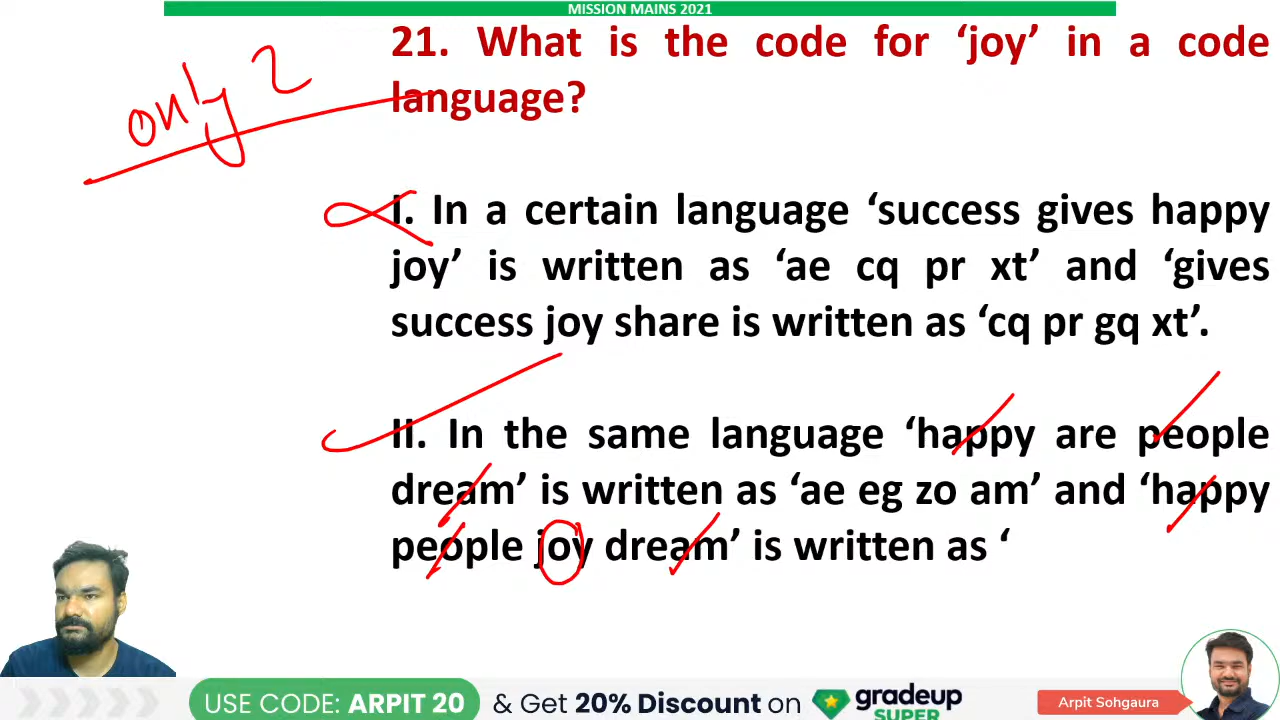 MISSION MAINS 2021
21. What is the code for ‘joy’ in a code
language?
only 2
I. In a certain language ‘success gives happy
joy’ is written as ‘ae cq pr xt’ and ‘gives
success joy share is written as ‘cq pr gq xt’.
II. In the same language ‘happy are people
dream’ is written as ‘ae eg zo am’ and ‘happy
people joy dream’ is written as ‘
USE CODE: ARPIT 20 & Get 20% Discount on gradeup
SUPER
Arpit Sohgaura